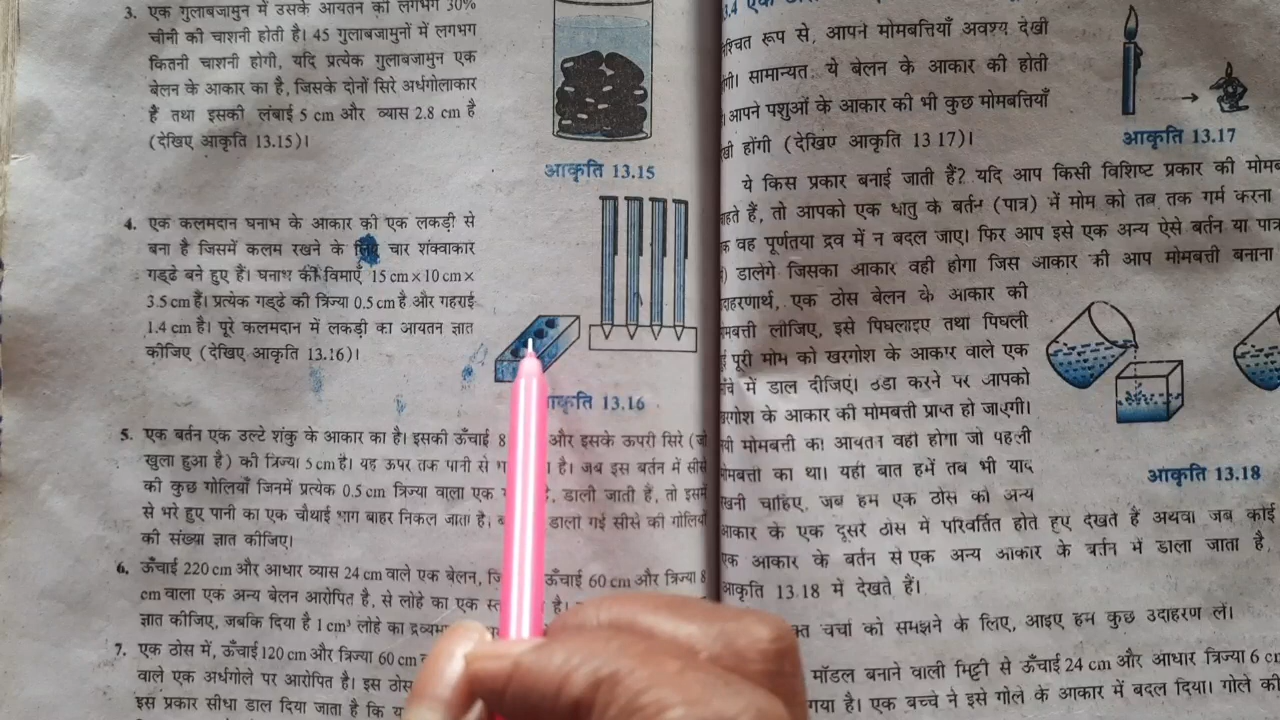 3. एक गुलाबजामुन में उसके आयतन की लगभग 30%
चीनी की चाशनी होती है। 45 गुलाबजामुनों में लगभग
कितनी चाशनी होगी, यदि प्रत्येक गुलाबजामुन एक
बेलन के आकार का है, जिसके दोनों सिरे अर्धगोलाकार
हैं तथा इसकी लंबाई 5 cm और व्यास 2.8 cm है
(देखिए आकृति 13.15)।
आकृति 13.15
4. एक कलमदान घनाभ के आकार की एक लकड़ी से
बना है जिसमें कलम रखने के लिए चार शंक्वाकार
गड्ढे बने हुए हैं। घनाभ की विमाएँ 15 cm × 10 cm ×
3.5 cm हैं। प्रत्येक गड्ढे की त्रिज्या 0.5 cm है और गहराई
1.4 cm है। पूरे कलमदान में लकड़ी का आयतन ज्ञात
कीजिए (देखिए आकृति 13.16)।
आकृति 13.16
5. एक बर्तन एक उल्टे शंकु के आकार का है। इसकी ऊँचाई 8 और इसके ऊपरी सिरे (जो
खुला हुआ है) की त्रिज्या 5 cm है। यह ऊपर तक पानी से है। जब इस बर्तन में सीसे
की कुछ गोलियाँ जिनमें प्रत्येक 0.5 cm त्रिज्या वाला एक है, डाली जाती हैं, तो इसमें
से भरे हुए पानी का एक चौथाई भाग बाहर निकल जाता है। डाली गई सीसे की गोलियों
की संख्या ज्ञात कीजिए।
6. ऊँचाई 220 cm और आधार व्यास 24 cm वाले एक बेलन, ऊँचाई 60 cm और त्रिज्या 8
cm वाला एक अन्य बेलन आरोपित है, से लोहे का एक है।
ज्ञात कीजिए, जबकि दिया है 1 cm³ लोहे का
7. एक ठोस में, ऊँचाई 120 cm और त्रिज्या 60 cm
वाले एक अर्धगोले पर आरोपित है। इस ठोस
इस प्रकार सीधा डाल दिया जाता है कि
रूप से, आपने मोमबत्तियाँ अवश्य देखी
सामान्यत. ये बेलन के आकार की होती
आपने पशुओं के आकार की भी कुछ मोमबत्तियाँ
होंगी (देखिए आकृति 13 17)।
आकृति 13.17
ये किस प्रकार बनाई जाती हैं? यदि आप किसी विशिष्ट प्रकार की
हैं, तो आपको एक धातु के बर्तन (पात्र) में मोम को तब तक गर्म करना
वह पूर्णतया द्रव में न बदल जाए। फिर आप इसे एक अन्य ऐसे बर्तन या पात्र
डालेंगे जिसका आकार वही होगा जिस आकार की आप मोमबत्ती बनाना
एक ठोस बेलन के आकार की
लीजिए, इसे पिघलाइए तथा पिघली
पूरी मोम को खरगोश के आकार वाले एक
में डाल दीजिए। ठंडा करने पर आपको
के आकार की मोमबत्ती प्राप्त हो जाएगी।
मोमबत्ती का आयतन वही होगा जो पहली
का था। यही बात हमें तब भी याद
चाहिए, जब हम एक ठोस को अन्य
आकार के एक दूसरे ठोस में परिवर्तित होते हुए देखते हैं अथवा जब कोई
एक आकार के बर्तन से एक अन्य आकार के बर्तन में डाला जाता है,
आकृति 13.18 में देखते हैं।
आकृति 13.18
चर्चा को समझने के लिए, आइए हम कुछ उदाहरण लें।
मॉडल बनाने वाली मिट्टी से ऊँचाई 24 cm और आधार त्रिज्या 6 cm
गया है। एक बच्चे ने इसे गोले के आकार में बदल दिया। गोले की